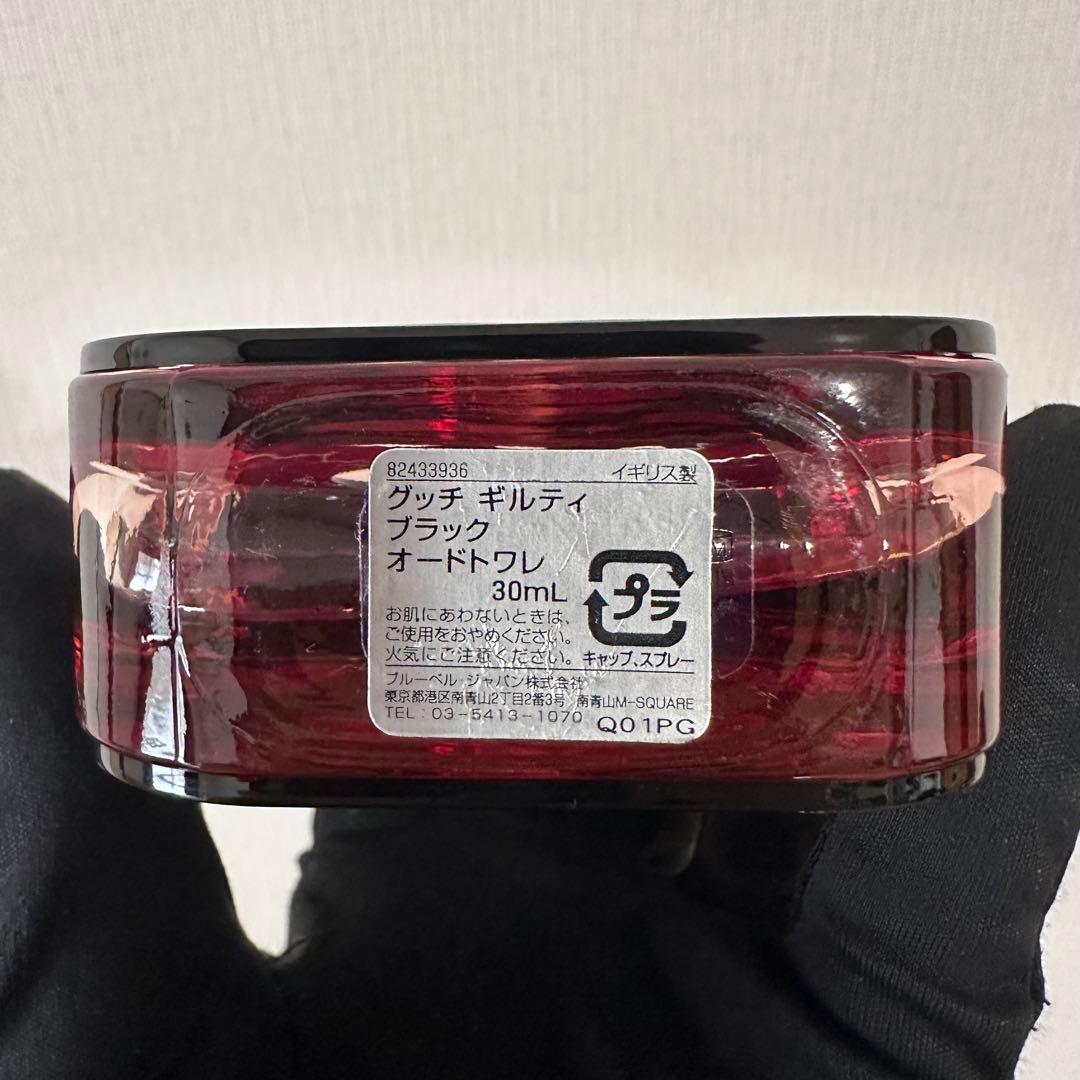 82433936 イギリス製
グッチ ギルティ
ブラック
オードトワレ
30mL
お肌にあわないときは、
ご使用をおやめください。
火気にご注意ください。
プラ
キャップ、スプレー
ブルーベル・ジャパン株式会社
東京都港区南青山2丁目2番3号 南青山M-SQUARE
TEL:03-5413-1070 Q01PG